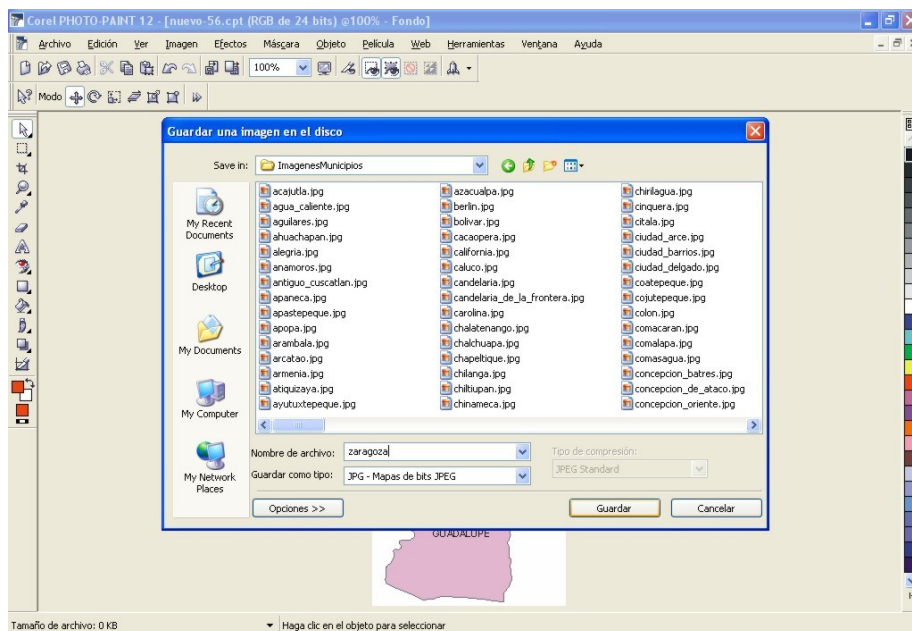 Corel PHOTO-PAINT 12 - [nuevo-56.cpt (RGB de 24 bits) @100% - Fondo]
Archivo Edición Ver Imagen Efectos Máscara Objeto Película Web Herramientas Ventana Ayuda
100%
Modo
Guardar una imagen en el disco
Save in: ImagenesMunicipios
My Recent Documents
Desktop
My Documents
My Computer
My Network Places
acajutla.jpg
agua_caliente.jpg
aguilares.jpg
ahuachapan.jpg
alegria.jpg
anamoros.jpg
antiguo_cuscatlan.jpg
apaneca.jpg
apastepeque.jpg
apopa.jpg
arambala.jpg
arcatao.jpg
armenia.jpg
atiquizaya.jpg
ayutuxtepeque.jpg
azacualpa.jpg
berlin.jpg
bolivar.jpg
cacaopera.jpg
california.jpg
caluco.jpg
candelaria.jpg
candelaria_de_la_frontera.jpg
carolina.jpg
chalatenango.jpg
chalchuapa.jpg
chapeltique.jpg
chilanga.jpg
chiltiupan.jpg
chinameca.jpg
chirilagua.jpg
cinquera.jpg
citala.jpg
ciudad_arce.jpg
ciudad_barrios.jpg
ciudad_delgado.jpg
coatepeque.jpg
cojutepeque.jpg
colon.jpg
comacaran.jpg
comalapa.jpg
comasagua.jpg
concepcion_batres.jpg
concepcion_de_ataco.jpg
concepcion_oriente.jpg
Nombre de archivo: zaragoza
Tipo de compresión:
Guardar como tipo: JPG - Mapas de bits JPEG
JPEG Standard
Opciones >>
Guardar
Cancelar
GUADALUPE
Tamaño de archivo: 0 KB
Haga clic en el objeto para seleccionar